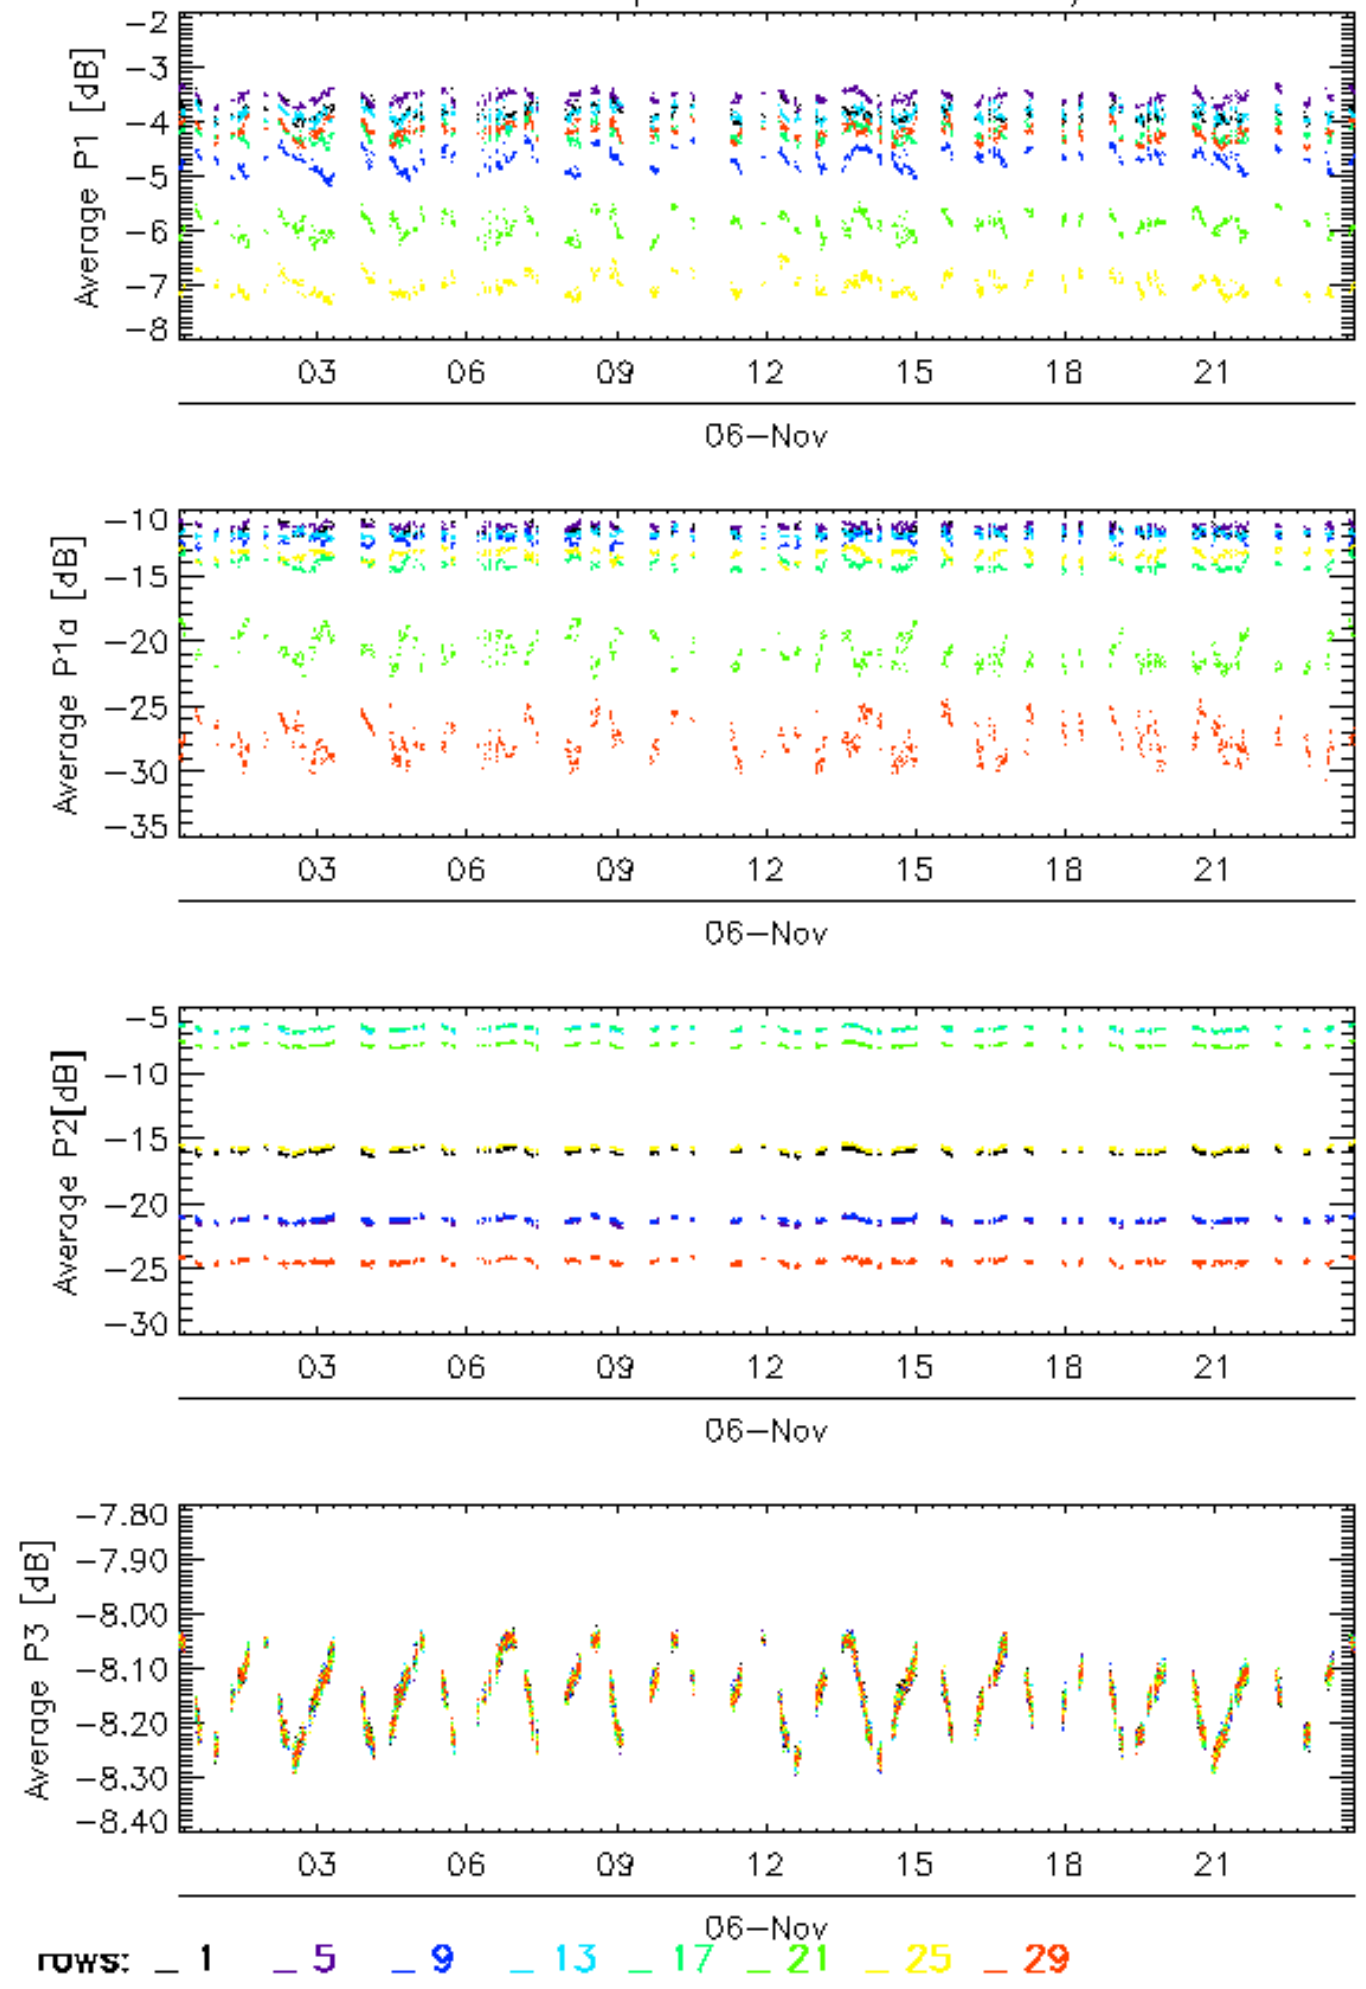 -2
-3
-4
-5
-6
-7
-8
Average P1 [dB]
03 06 09 12 15 18 21
06-Nov
-10
-15
-20
-25
-30
-35
Average P1a [dB]
03 06 09 12 15 18 21
06-Nov
-5
-10
-15
-20
-25
-30
Average P2[dB]
03 06 09 12 15 18 21
06-Nov
-7.80
-7.90
-8.00
-8.10
-8.20
-8.30
-8.40
Average P3 [dB]
03 06 09 12 15 18 21
06-Nov
rows: _ 1 _ 5 _ 9 _ 13 _ 17 _ 21 _ 25 _ 29